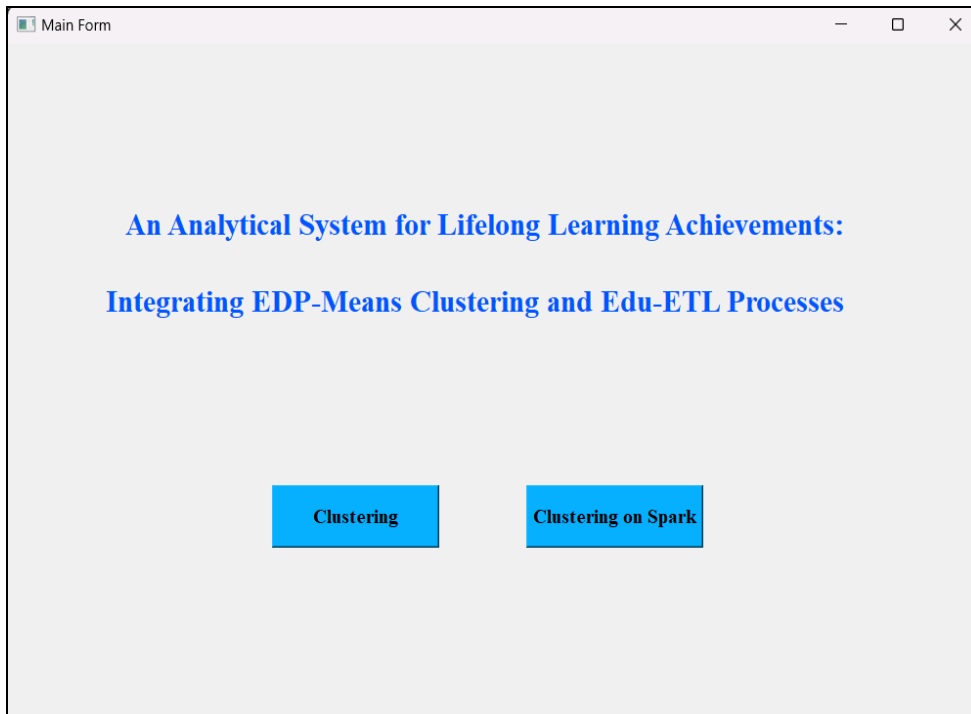 Main Form
An Analytical System for Lifelong Learning Achievements:
Integrating EDP-Means Clustering and Edu-ETL Processes
Clustering
Clustering on Spark